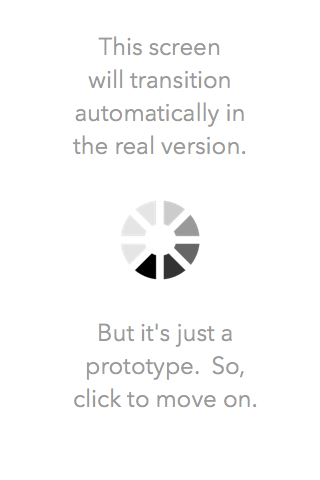 This screen
will transition
automatically in
the real version.
But it's just a
prototype.  So,
click to move on.